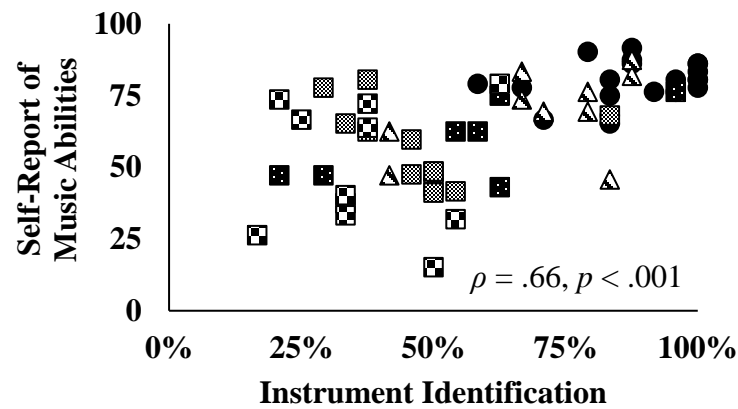 Self-Report of
Music Abilities
100
75
50
25
0
ρ = .66, p < .001
0% 25% 50% 75% 100%
Instrument Identification